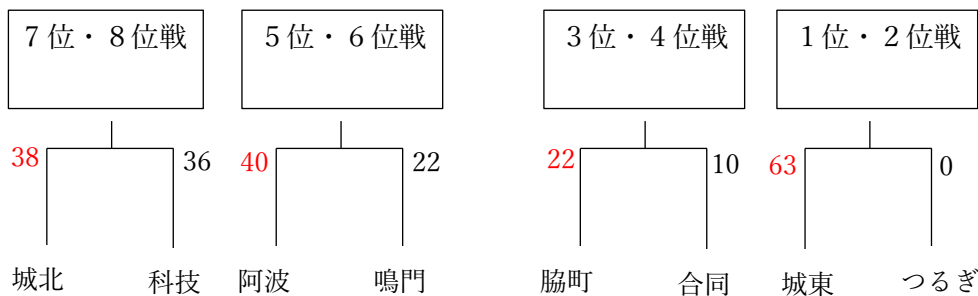 ７位・８位戦 ５位・６位戦 ３位・４位戦 １位・２位戦
38 36 40 22 22 10 63 0
城北 科技 阿波 鳴門 脇町 合同 城東 つるぎ